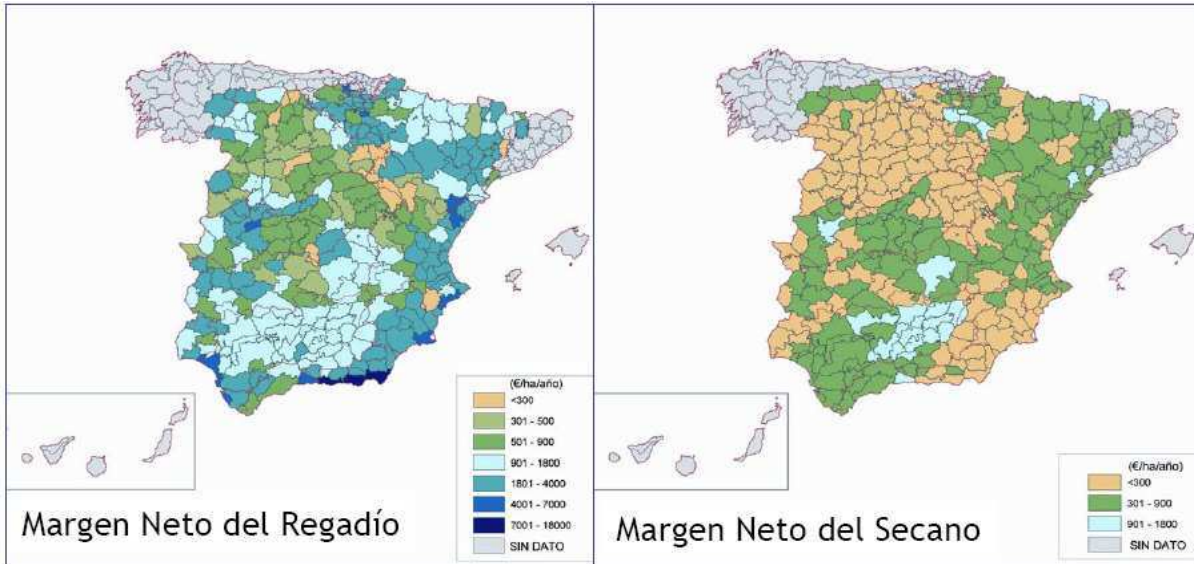 (€/ha/año)
<300
301 - 500
501 - 900
901 - 1800
1801 - 4000
4001 - 7000
7001 - 18000
SIN DATO
Margen Neto del Regadío
(€/ha/año)
<300
301 - 900
901 - 1800
SIN DATO
Margen Neto del Secano